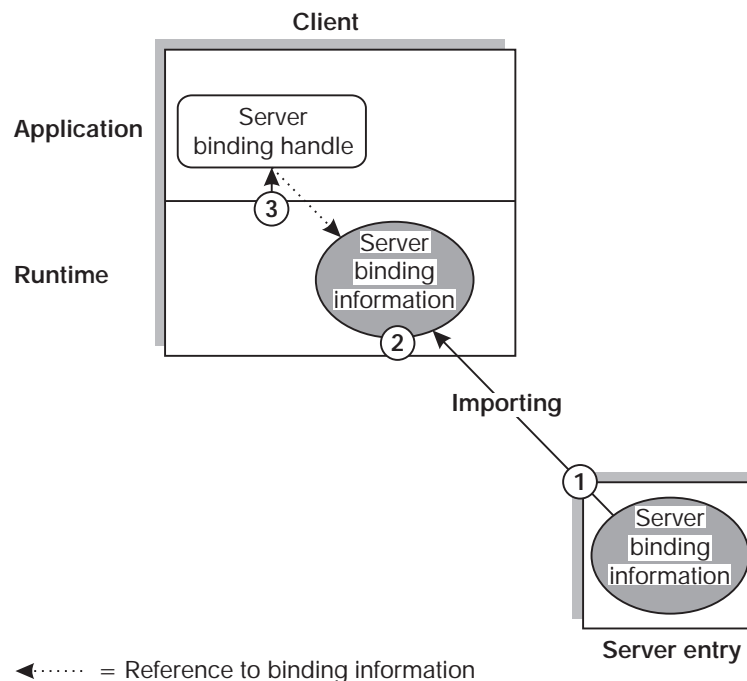 Client
Application
Server
binding handle
3
Runtime
Server
binding
information
2
Importing
1
Server
binding
information
Server entry
= Reference to binding information